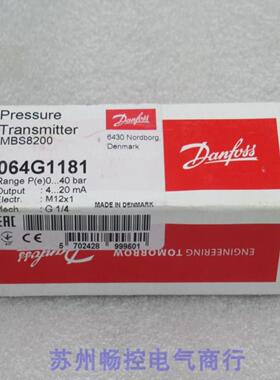 Pressure
Transmitter
MBS8200
064G1181
Range P(e)0...40 bar
Output : 4...20 mA
Electr. : M12x1
Mech. : G 1/4
MADE IN DENMARK
EAC
CE
5 702428 999601
Danfoss
6430 Nordborg,
Denmark
Danfoss
ENGINEERING
TOMORROW
苏州畅控电气商行